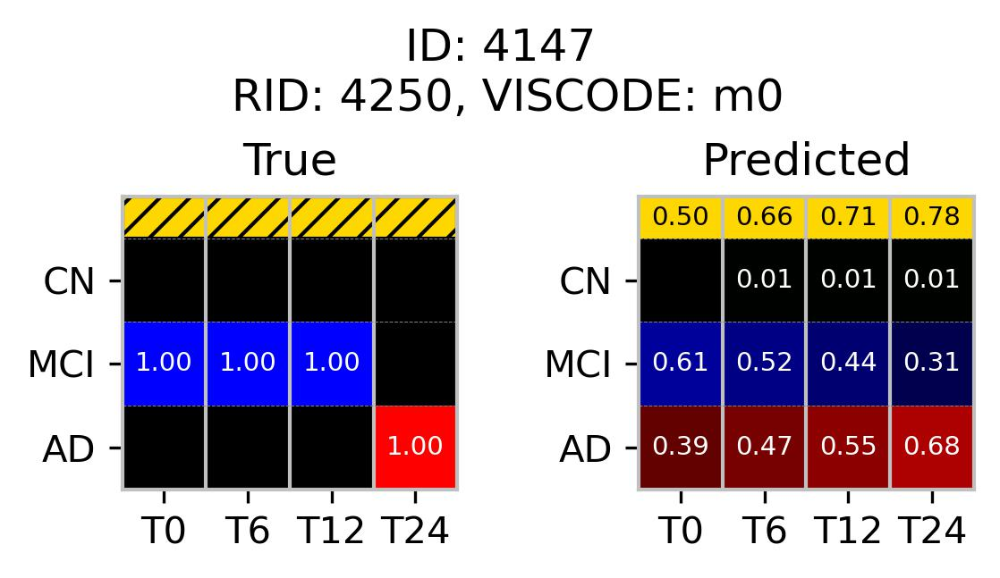 ID: 4147
RID: 4250, VISCODE: m0
True
Predicted
0.50 0.66 0.71 0.78
CN
CN 0.01 0.01 0.01
MCI 1.00 1.00 1.00
MCI 0.61 0.52 0.44 0.31
AD 1.00
AD 0.39 0.47 0.55 0.68
T0 T6 T12 T24
T0 T6 T12 T24